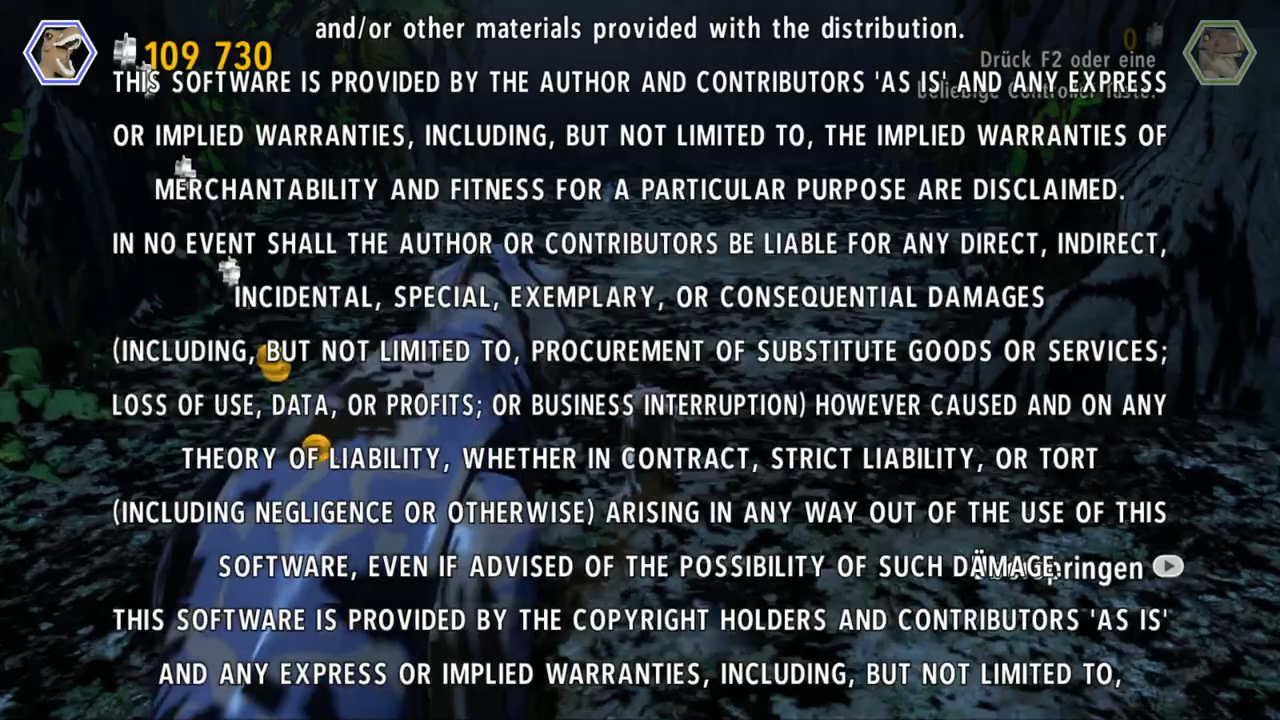 and/or other materials provided with the distribution.
109 730
0
Drück F2 oder eine
beliebige Controller-Taste.
THIS SOFTWARE IS PROVIDED BY THE AUTHOR AND CONTRIBUTORS 'AS IS' AND ANY EXPRESS
OR IMPLIED WARRANTIES, INCLUDING, BUT NOT LIMITED TO, THE IMPLIED WARRANTIES OF
MERCHANTABILITY AND FITNESS FOR A PARTICULAR PURPOSE ARE DISCLAIMED.
IN NO EVENT SHALL THE AUTHOR OR CONTRIBUTORS BE LIABLE FOR ANY DIRECT, INDIRECT,
INCIDENTAL, SPECIAL, EXEMPLARY, OR CONSEQUENTIAL DAMAGES
(INCLUDING, BUT NOT LIMITED TO, PROCUREMENT OF SUBSTITUTE GOODS OR SERVICES;
LOSS OF USE, DATA, OR PROFITS; OR BUSINESS INTERRUPTION) HOWEVER CAUSED AND ON ANY
THEORY OF LIABILITY, WHETHER IN CONTRACT, STRICT LIABILITY, OR TORT
(INCLUDING NEGLIGENCE OR OTHERWISE) ARISING IN ANY WAY OUT OF THE USE OF THIS
SOFTWARE, EVEN IF ADVISED OF THE POSSIBILITY OF SUCH DAMAGE.
Überspringen
THIS SOFTWARE IS PROVIDED BY THE COPYRIGHT HOLDERS AND CONTRIBUTORS 'AS IS'
AND ANY EXPRESS OR IMPLIED WARRANTIES, INCLUDING, BUT NOT LIMITED TO,